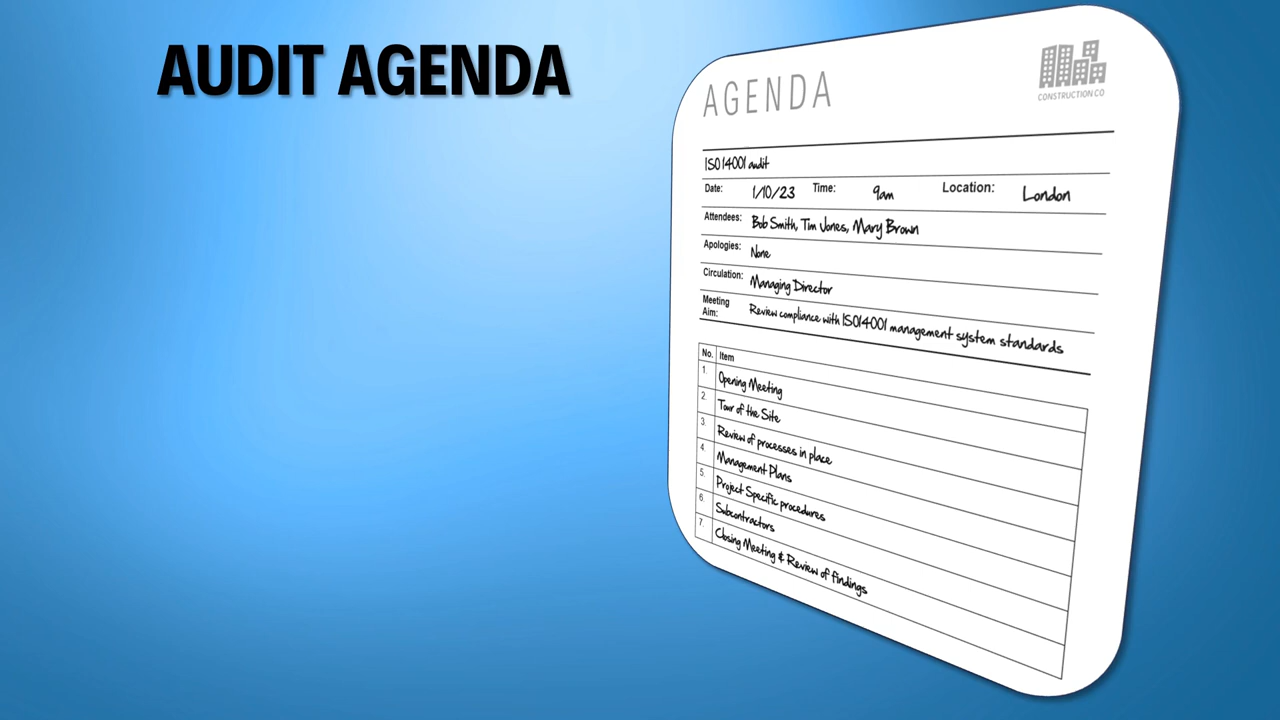 AUDIT AGENDA
AGENDA
CONSTRUCTION CO
ISO 14001 audit
Date: 1/10/23 Time: 9am Location: London
Attendees: Bob Smith, Tim Jones, Mary Brown
Apologies: None
Circulation: Managing Director
Meeting
Aim: Review compliance with ISO14001 management system standards
No. Item
1. Opening Meeting
2. Tour of the Site
3. Review of processes in place
4. Management Plans
5. Project Specific procedures
6. Subcontractors
7. Closing Meeting & Review of findings